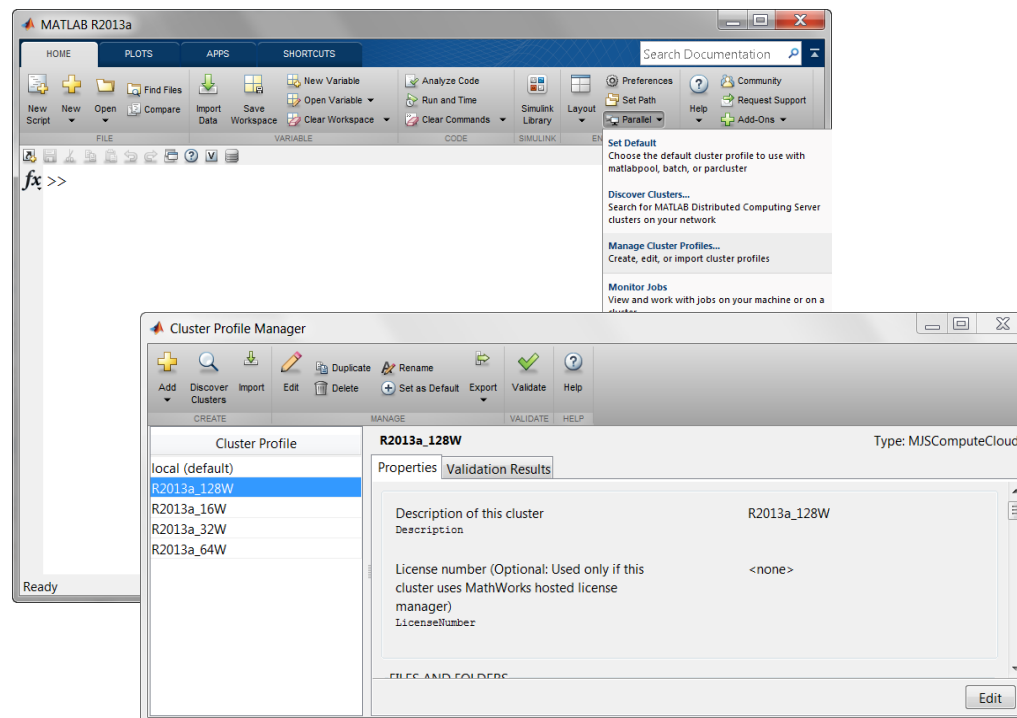 MATLAB R2013a
HOME PLOTS APPS SHORTCUTS
Search Documentation
New Script
New
Open
Find Files
Compare
FILE
Import Data
Save Workspace
New Variable
Open Variable
Clear Workspace
VARIABLE
Analyze Code
Run and Time
Clear Commands
CODE
Simulink Library
SIMULINK
Layout
Preferences
Set Path
Parallel
EN
Help
Community
Request Support
Add-Ons
Set Default
Choose the default cluster profile to use with
matlabpool, batch, or parcluster
Discover Clusters...
Search for MATLAB Distributed Computing Server
clusters on your network
Manage Cluster Profiles...
Create, edit, or import cluster profiles
Monitor Jobs
View and work with jobs on your machine or on a
cluster
fx >>
Ready
Cluster Profile Manager
Add
Discover
Clusters
Import
CREATE
Edit
Duplicate
Delete
Rename
Set as Default
Export
MANAGE
Validate
VALIDATE
Help
HELP
Cluster Profile
local (default)
R2013a_128W
R2013a_16W
R2013a_32W
R2013a_64W
R2013a_128W
Type: MJSComputeCloud
Properties
Validation Results
Description of this cluster
R2013a_128W
Description
License number (Optional: Used only if this
cluster uses MathWorks hosted license
manager)
<none>
LicenseNumber
FILES AND FOLDERS
Edit